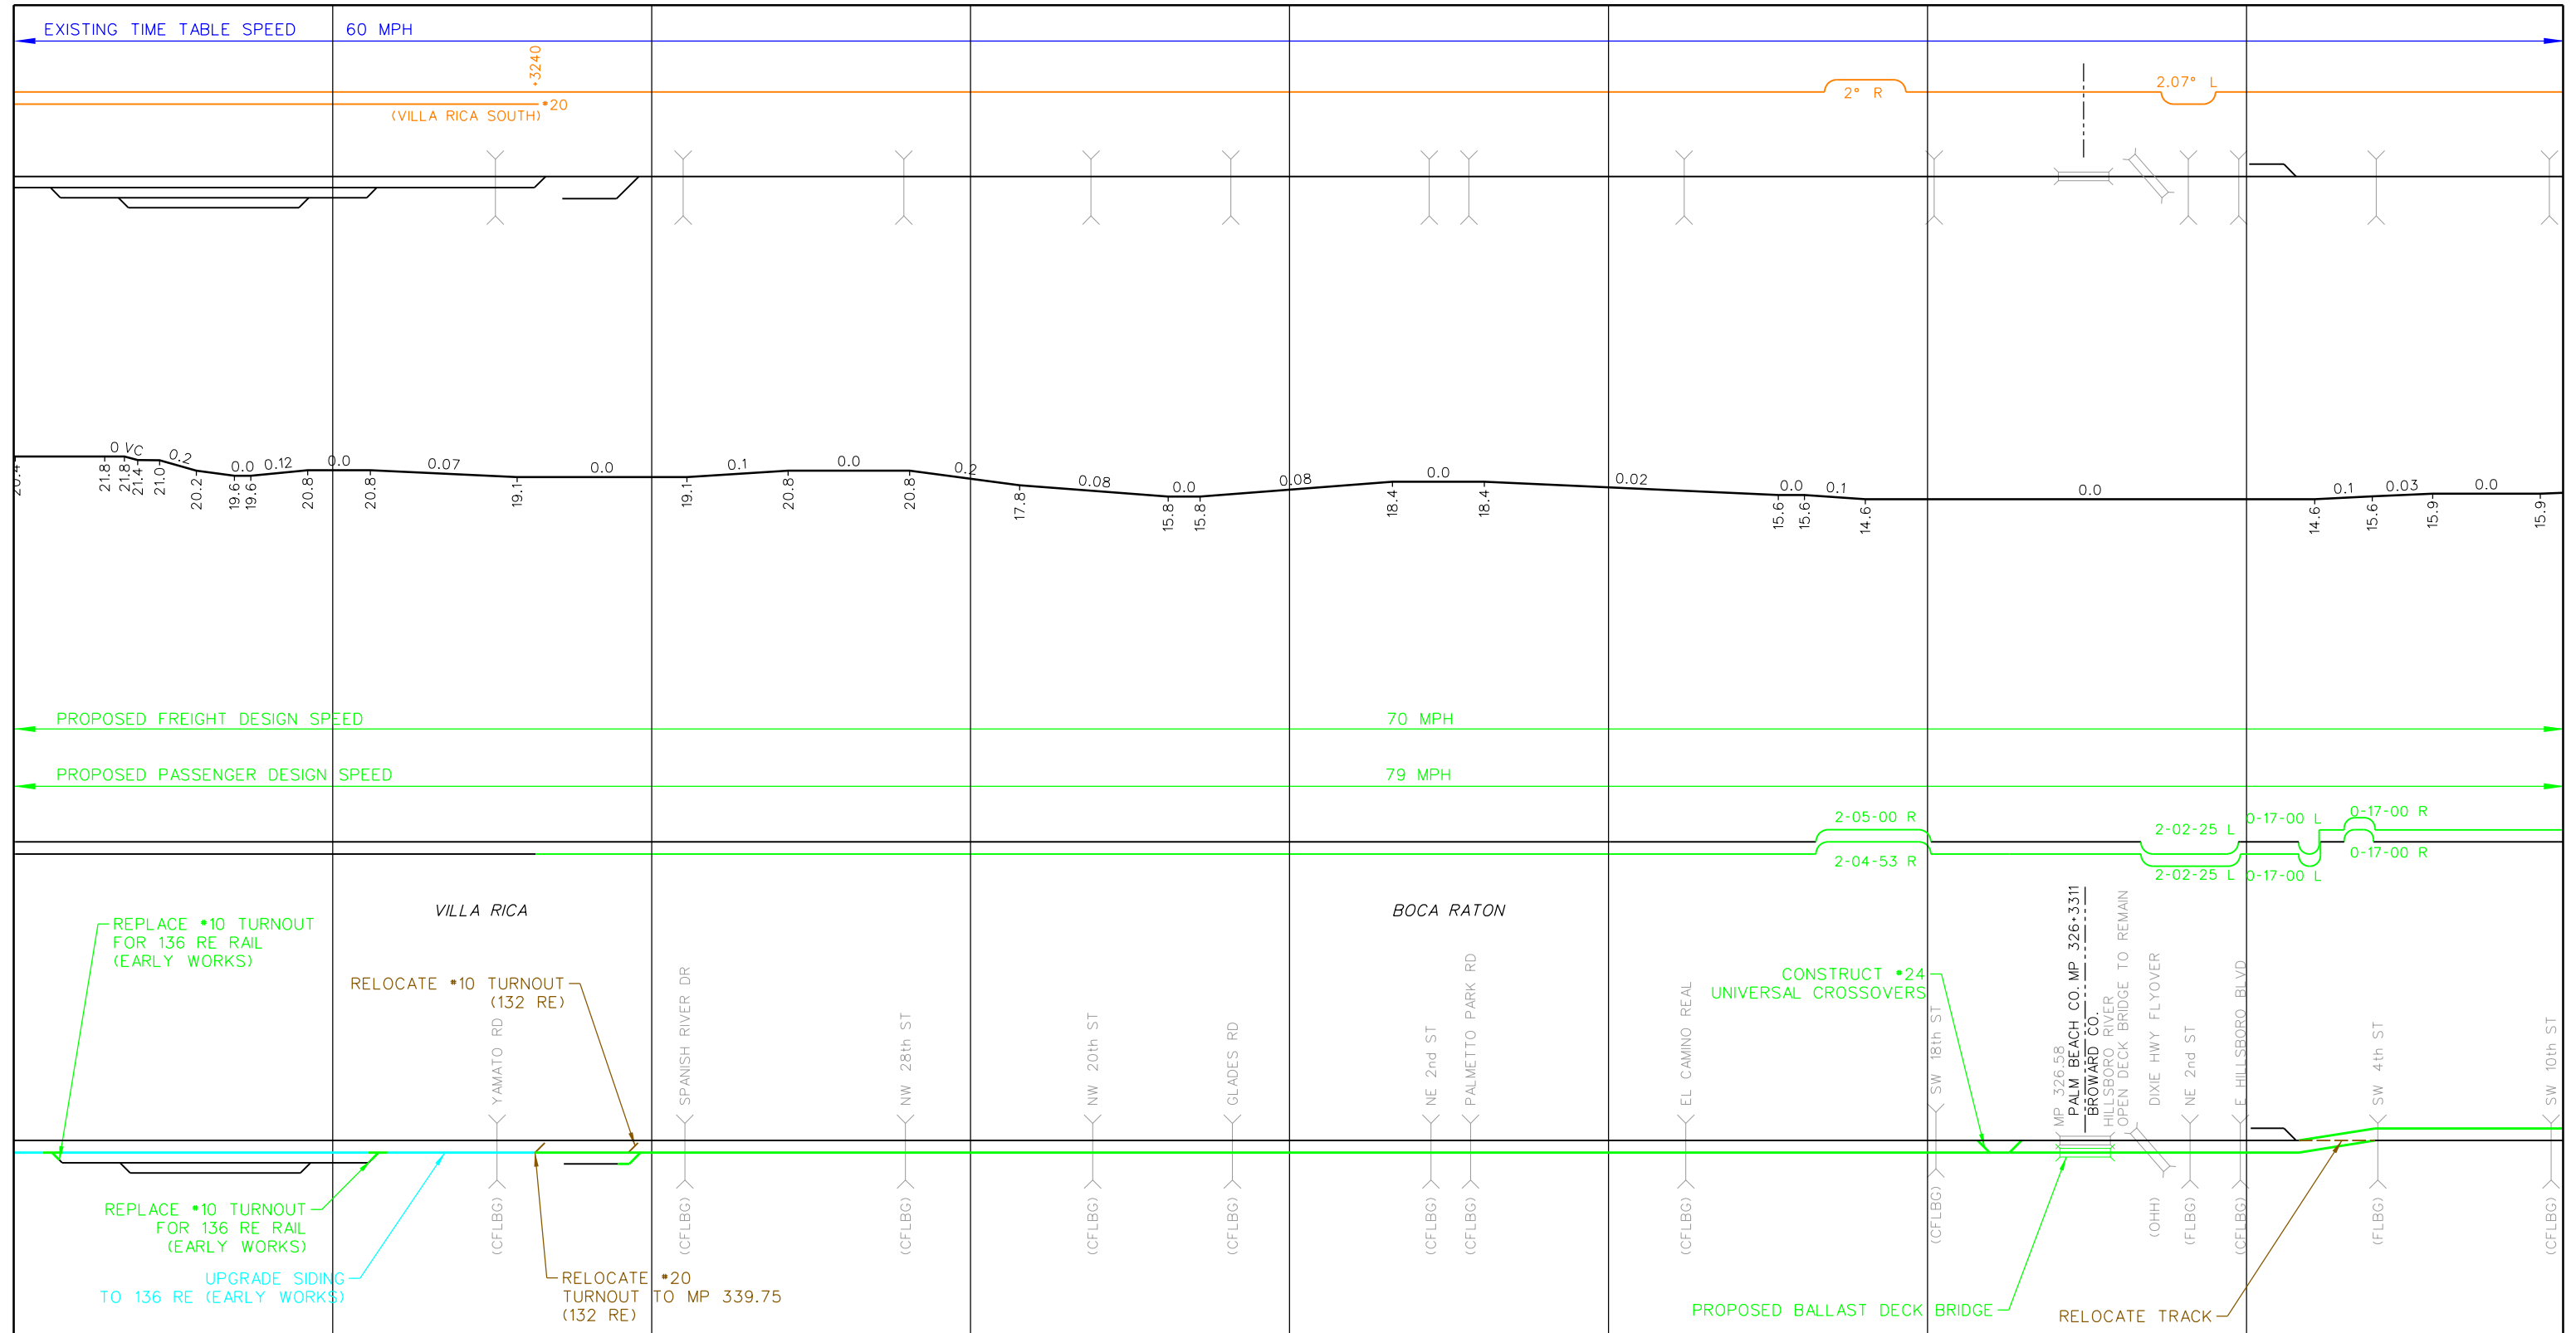 EXISTING TIME TABLE SPEED 60 MPH
+3240
*20
(VILLA RICA SOUTH)
2° R
2.07° L
0 VC 0.2 0.0 0.12 0.0 0.07 0.0 0.1 0.0 0.2 0.08 0.0 0.08 0.0 0.02 0.0 0.1 0.0 0.1 0.03 0.0
20.4 21.8 21.8 21.4 21.0 20.2 19.6 19.6 20.8 20.8 19.1 19.1 20.8 20.8 17.8 15.8 15.8 18.4 18.4 15.6 15.6 14.6 14.6 15.6 15.9 15.9
PROPOSED FREIGHT DESIGN SPEED 70 MPH
PROPOSED PASSENGER DESIGN SPEED 79 MPH
2-05-00 R
2-04-53 R
2-02-25 L
2-02-25 L
0-17-00 L
0-17-00 L
0-17-00 R
0-17-00 R
VILLA RICA
BOCA RATON
REPLACE *10 TURNOUT
FOR 136 RE RAIL
(EARLY WORKS)
RELOCATE *10 TURNOUT
(132 RE)
CONSTRUCT *24
UNIVERSAL CROSSOVERS
YAMATO RD
SPANISH RIVER DR
NW 28th ST
NW 20th ST
GLADES RD
NE 2nd ST
PALMETTO PARK RD
EL CAMINO REAL
SW 18th ST
MP 326.58
PALM BEACH CO. MP 326+3311
BROWARD CO.
HILLSBORO RIVER
OPEN DECK BRIDGE TO REMAIN
DIXIE HWY FLYOVER
NE 2nd ST
E HILLSBORO BLVD
SW 4th ST
SW 10th ST
(CFLBG)
(CFLBG)
(CFLBG)
(CFLBG)
(CFLBG)
(CFLBG)
(CFLBG)
(CFLBG)
(CFLBG)
(OHH)
(FLBG)
(CFLBG)
(FLBG)
(CFLBG)
REPLACE *10 TURNOUT
FOR 136 RE RAIL
(EARLY WORKS)
UPGRADE SIDING
TO 136 RE (EARLY WORKS)
RELOCATE *20
TURNOUT TO MP 339.75
(132 RE)
PROPOSED BALLAST DECK BRIDGE
RELOCATE TRACK